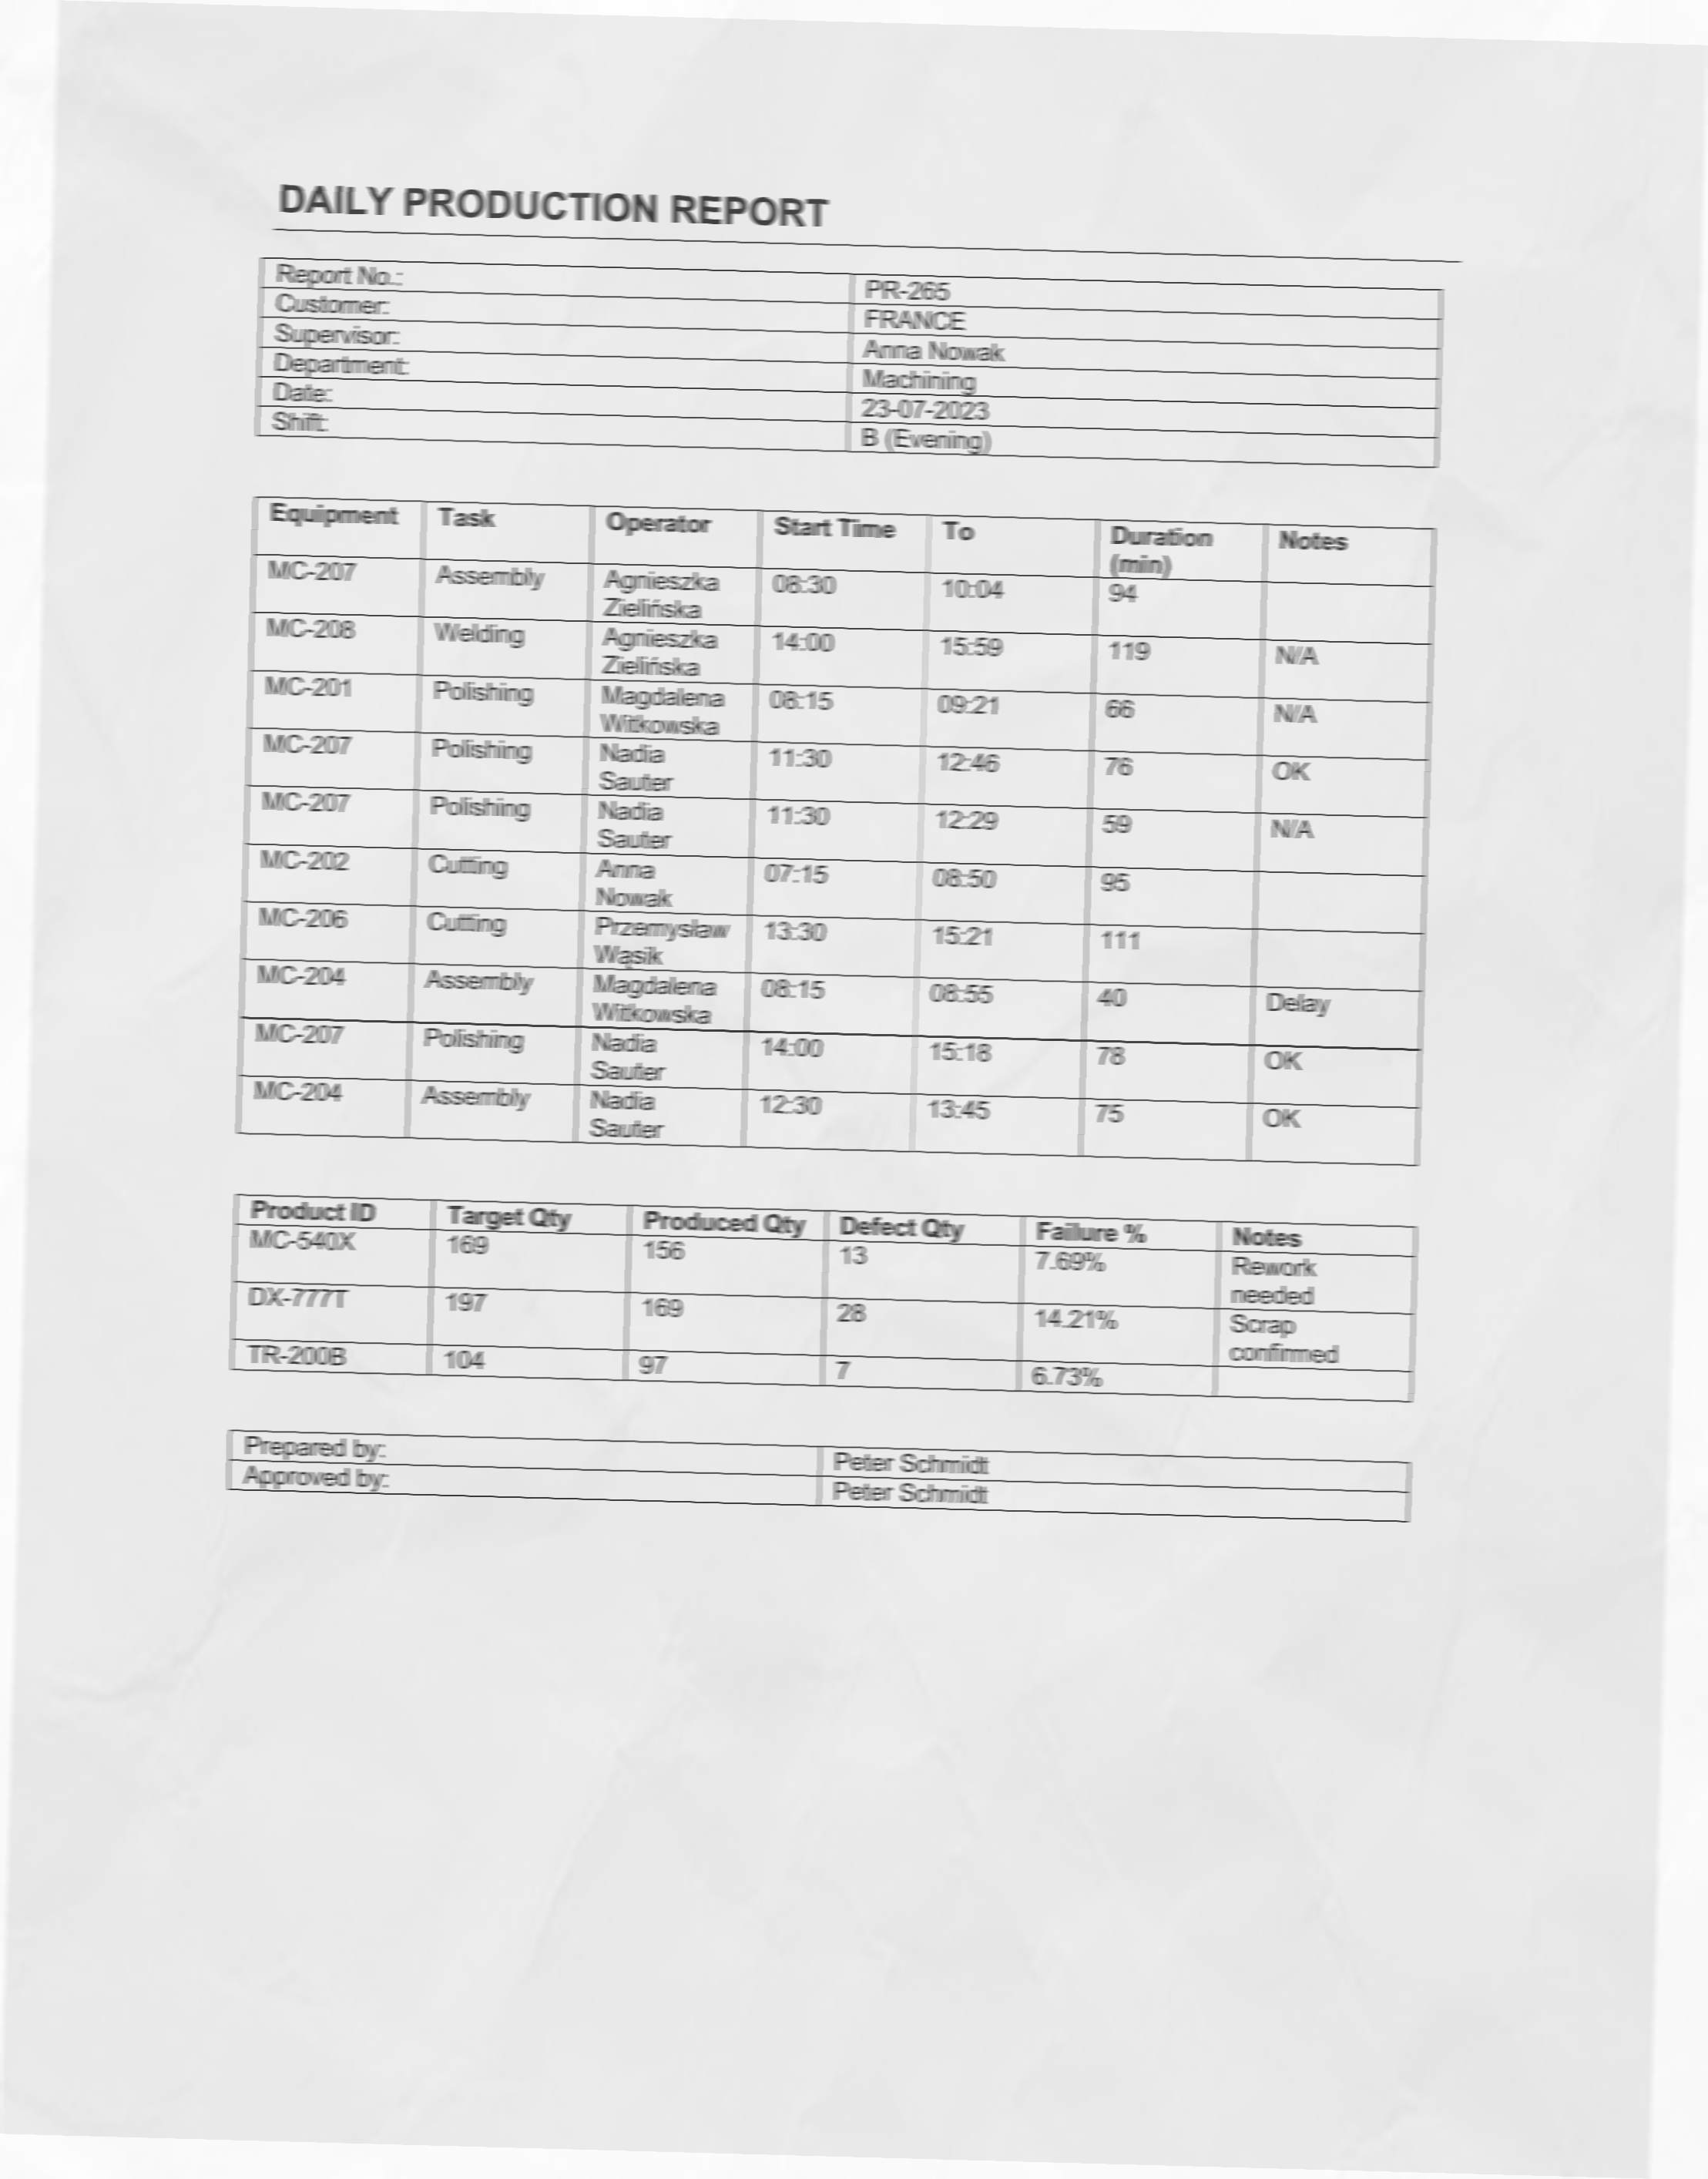 DAILY PRODUCTION REPORT
Report No.: PR-265
Customer: FRANCE
Supervisor: Anna Nowak
Department: Machining
Date: 23-07-2023
Shift: B (Evening)
Equipment Task Operator Start Time To Duration (min) Notes
MC-207 Assembly Agnieszka Zielińska 08:30 10:04 94
MC-208 Welding Agnieszka Zielińska 14:00 15:59 119 N/A
MC-201 Polishing Magdalena Witkowska 08:15 09:21 66 N/A
MC-207 Polishing Nadia Sauter 11:30 12:46 76 OK
MC-207 Polishing Nadia Sauter 11:30 12:29 59 N/A
MC-202 Cutting Anna Nowak 07:15 08:50 95
MC-206 Cutting Przemysław Wąsik 13:30 15:21 111
MC-204 Assembly Magdalena Witkowska 08:15 08:55 40 Delay
MC-207 Polishing Nadia Sauter 14:00 15:18 78 OK
MC-204 Assembly Nadia Sauter 12:30 13:45 75 OK
Product ID Target Qty Produced Qty Defect Qty Failure % Notes
MC-540X 169 156 13 7.69% Rework needed
DX-777T 197 169 28 14.21% Scrap confirmed
TR-200B 104 97 7 6.73%
Prepared by: Peter Schmidt
Approved by: Peter Schmidt